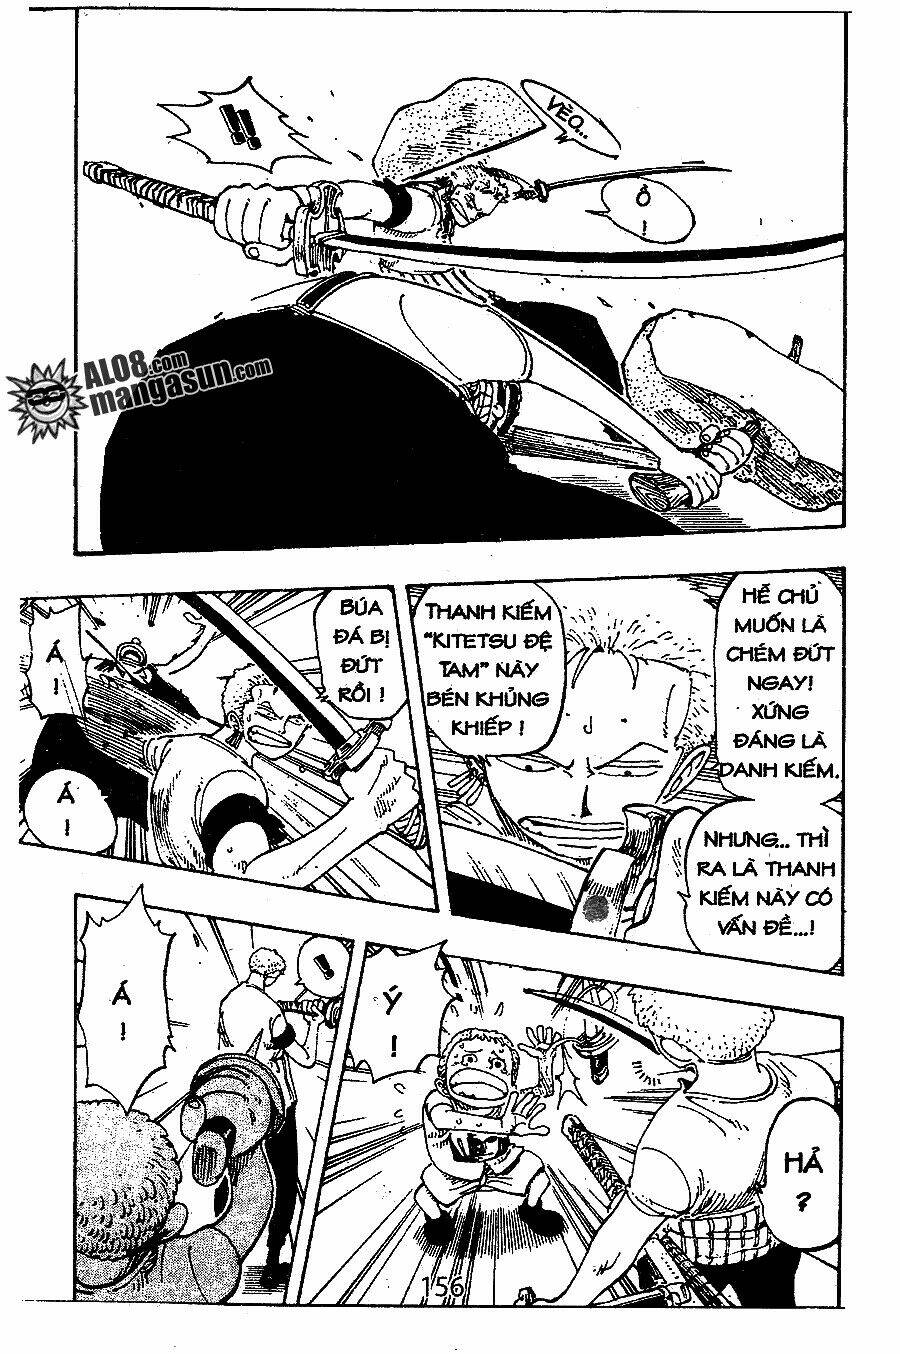 !!
VÈO...
Ồ
!
AL08.com
mangasun.com
HỄ CHỦ
MUỐN LÀ
CHÉM ĐỨT
NGAY!
XỨNG
ĐÁNG LÀ
DANH KIẾM.
THANH KIẾM
"KITETSU ĐỆ
TAM" NÀY
BÉN KHỦNG
KHIẾP !
NHƯNG.. THÌ
RA LÀ THANH
KIẾM NÀY CÓ
VẤN ĐỀ...!
BÚA
ĐÁ BỊ
ĐỨT
RỒI !
Á
!
Á
!
HẢ
?
Ý
!
!!
Á
!
156